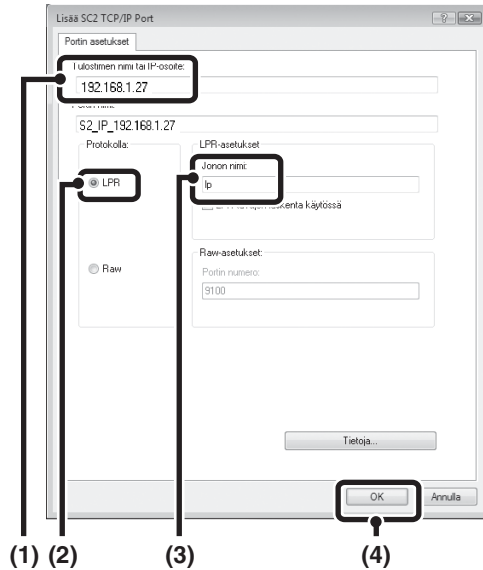 Lisää SC2 TCP/IP Port
Portin asetukset
Tulostimen nimi tai IP-osoite:
192.168.1.27
S2_IP_192.168.1.27
Protokolla:
LPR-asetukset
Jonon nimi:
LPR
lp
käytössä
Raw-asetukset:
Raw
Portin numero:
9100
Tietoja...
OK
Annulla
(1) (2) (3) (4)